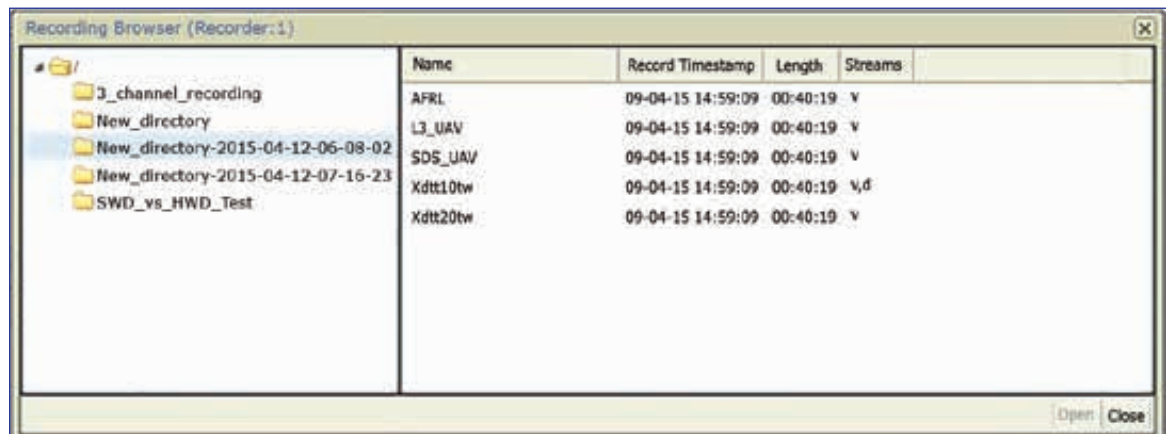 Recording Browser (Recorder:1)
/
3_channel_recording
New_directory
New_directory-2015-04-12-06-08-02
New_directory-2015-04-12-07-16-23
SWD_vs_HWD_Test
Name Record Timestamp Length Streams
AFRL 09-04-15 14:59:09 00:40:19 v
L3_UAV 09-04-15 14:59:09 00:40:19 v
SDS_UAV 09-04-15 14:59:09 00:40:19 v
Xdtt10tw 09-04-15 14:59:09 00:40:19 v,d
Xdtt20tw 09-04-15 14:59:09 00:40:19 v
Open Close